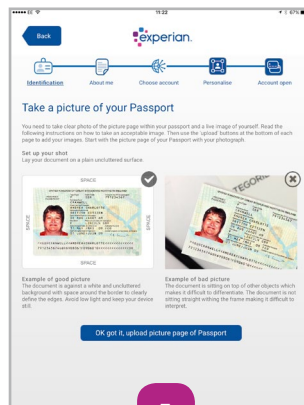 EE
11:22
67%
Back
experian.
Identification
About me
Choose account
Personalise
Account open
Take a picture of your Passport
You need to take clear photo of the picture page within your passport and a live image of yourself. Read the
following instructions on how to take an acceptable image. Then use the 'upload' buttons at the bottom of each
page to add your images. Start with the picture page of your Passport with your photograph.
Set up your shot
Lay your document on a plain uncluttered surface.
SPACE
SPACE
SPACE
SPACE
Example of good picture
The document is against a white and uncluttered
background with space around the border to clearly
define the edges. Avoid low light and keep your device
still.
Example of bad picture
The document is sitting on top of other objects which
makes it difficult to differentiate. The document is not
sitting straight withing the frame making it difficult to
interpret.
OK got it, upload picture page of Passport